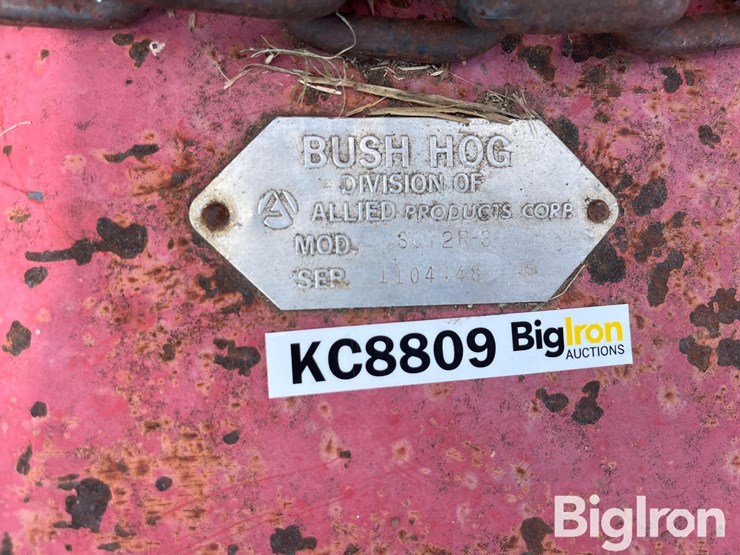 BUSH HOG
DIVISION OF
ALLIED PRODUCTS CORP.
MOD.
SER.
KC8809 BigIron
AUCTIONS
BigIron